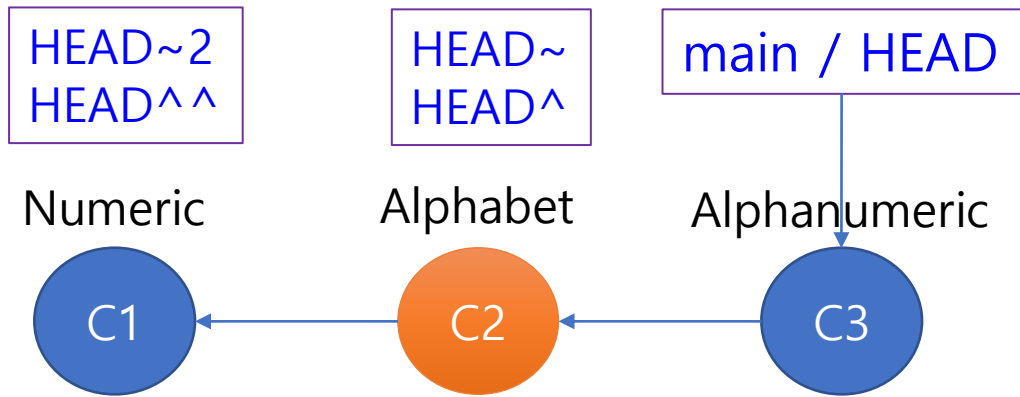 HEAD~2
HEAD^^
HEAD~
HEAD^
main / HEAD
Numeric
Alphabet
Alphanumeric
C1
C2
C3